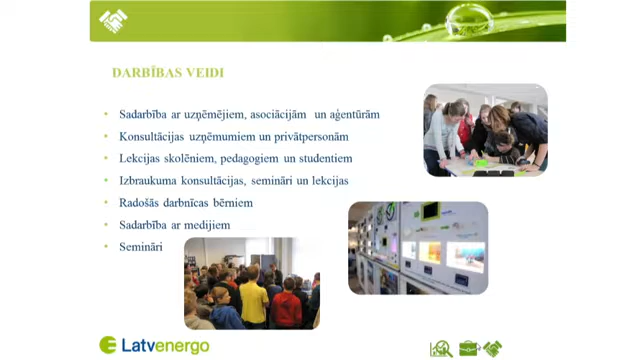 DARBĪBAS VEIDI
Sadarbība ar uzņēmējiem, asociācijām un aģentūrām
Konsultācijas uzņēmumiem un privātpersonām
Lekcijas skolēniem, pedagogiem un studentiem
Izbraukuma konsultācijas, semināri un lekcijas
Radošās darbnīcas bērniem
Sadarbība ar medijiem
Semināri
Latvenergo